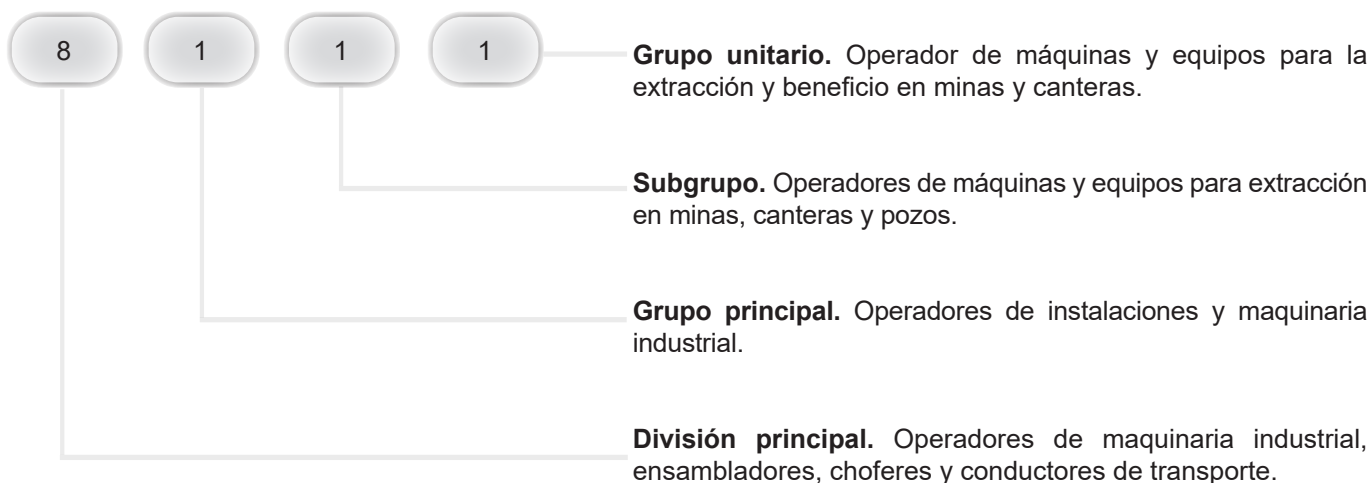 8 1 1 1
Grupo unitario. Operador de máquinas y equipos para la
extracción y beneficio en minas y canteras.
Subgrupo. Operadores de máquinas y equipos para extracción
en minas, canteras y pozos.
Grupo principal. Operadores de instalaciones y maquinaria
industrial.
División principal. Operadores de maquinaria industrial,
ensambladores, choferes y conductores de transporte.